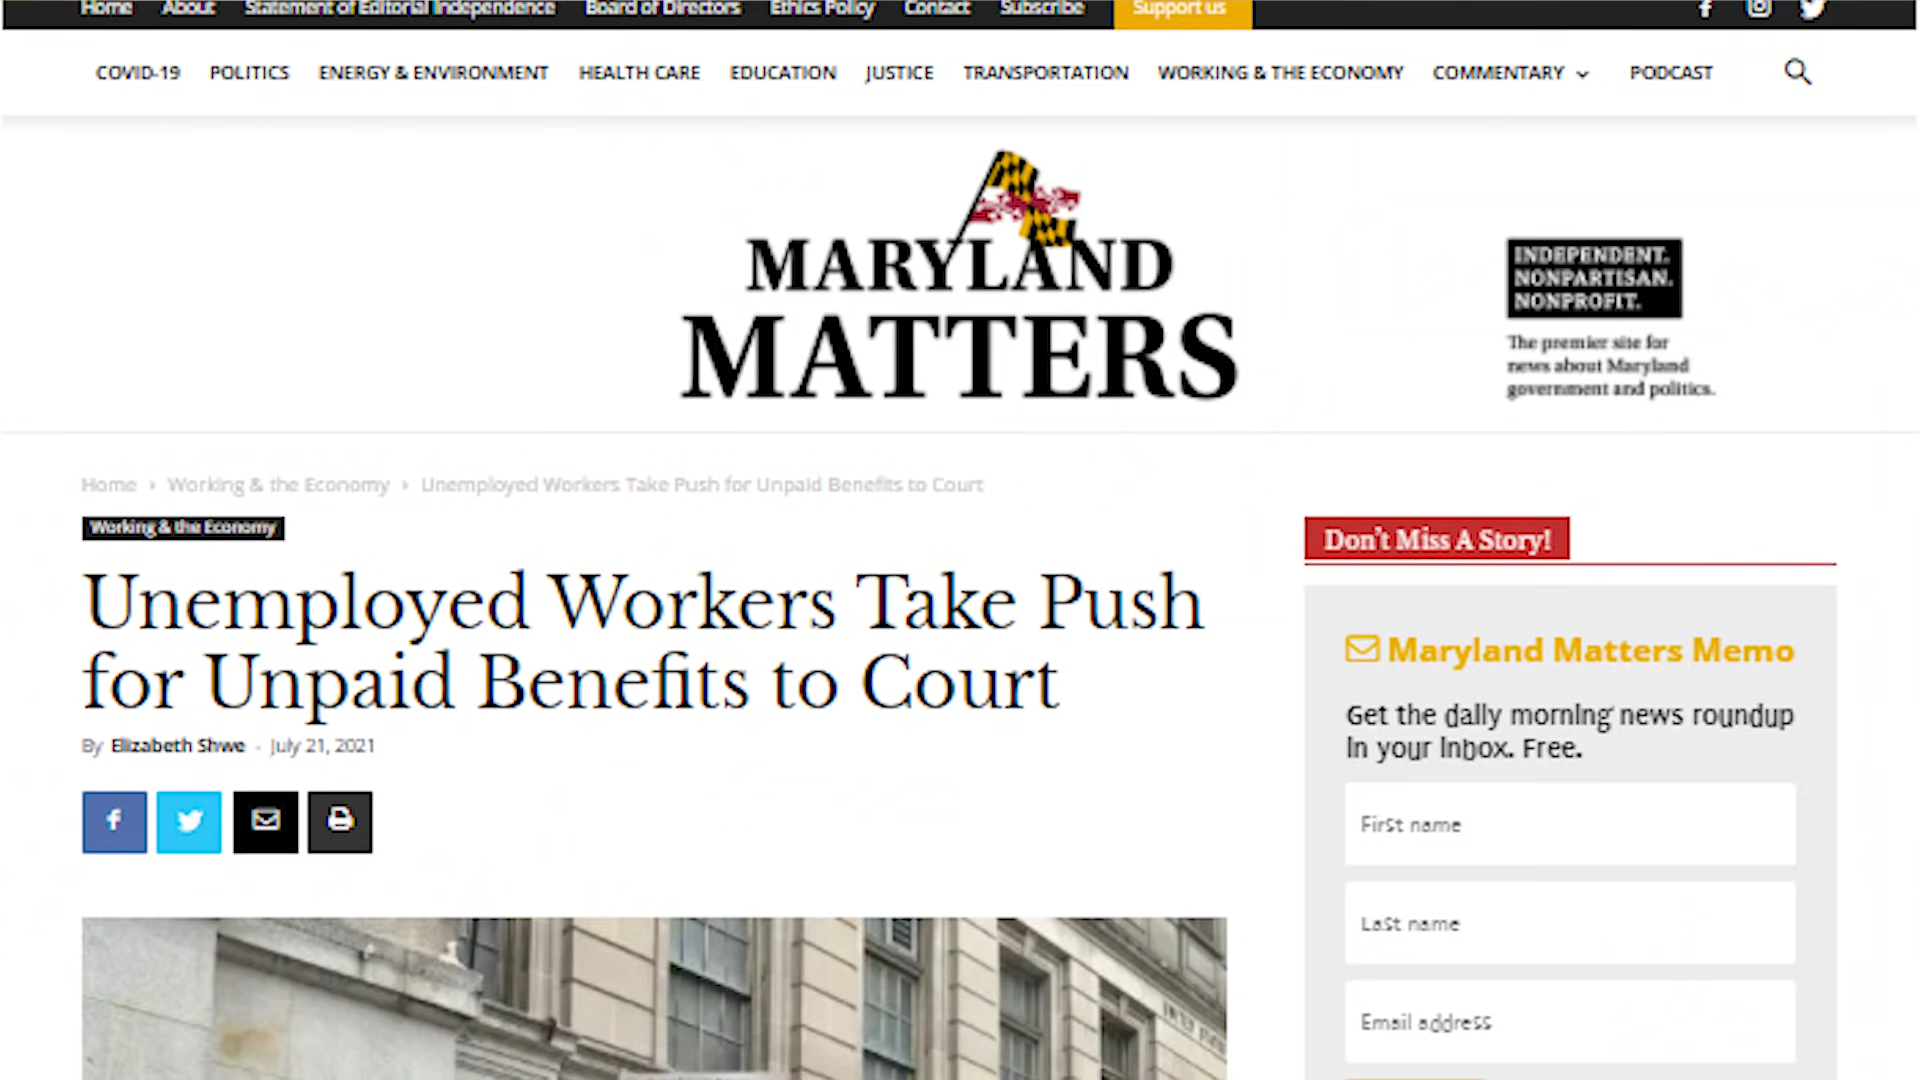 Home About Statement of Editorial Independence Board of Directors Ethics Policy Contact Subscribe Support us
COVID-19 POLITICS ENERGY & ENVIRONMENT HEALTH CARE EDUCATION JUSTICE TRANSPORTATION WORKING & THE ECONOMY COMMENTARY PODCAST
MARYLAND
MATTERS
INDEPENDENT.
NONPARTISAN.
NONPROFIT.
The premier site for
news about Maryland
government and politics.
Home › Working & the Economy › Unemployed Workers Take Push for Unpaid Benefits to Court
Working & the Economy
Unemployed Workers Take Push
for Unpaid Benefits to Court
By Elizabeth Shwe - July 21, 2021
Don't Miss A Story!
Maryland Matters Memo
Get the daily morning news roundup
in your inbox. Free.
First name
Last name
Email address